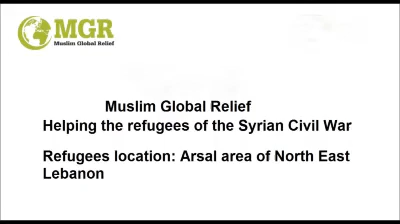 MGR
Muslim Global Relief
Muslim Global Relief
Helping the refugees of the Syrian Civil War
Refugees location: Arsal area of North East
Lebanon